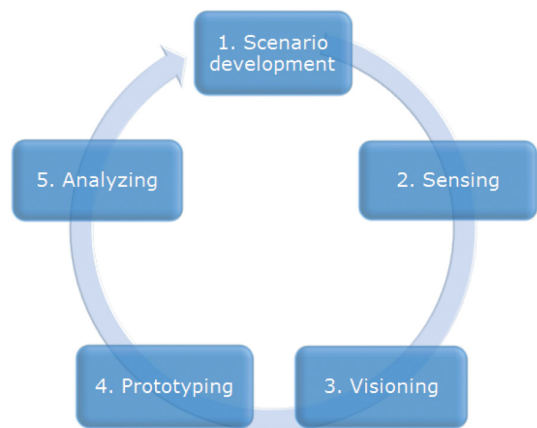 1. Scenario
development
2. Sensing
3. Visioning
4. Prototyping
5. Analyzing